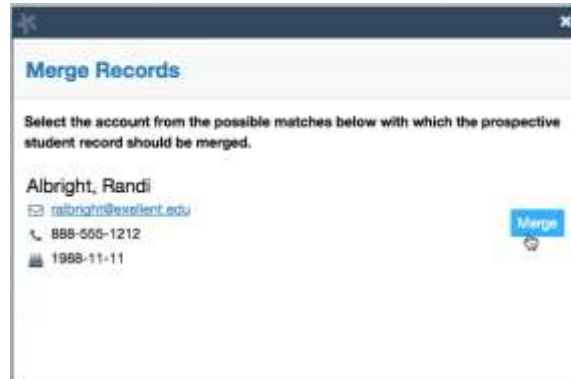 Merge Records
Select the account from the possible matches below with which the prospective
student record should be merged.
Albright, Randi
ralbright@exellent.edu
888-555-1212
1988-11-11
Merge